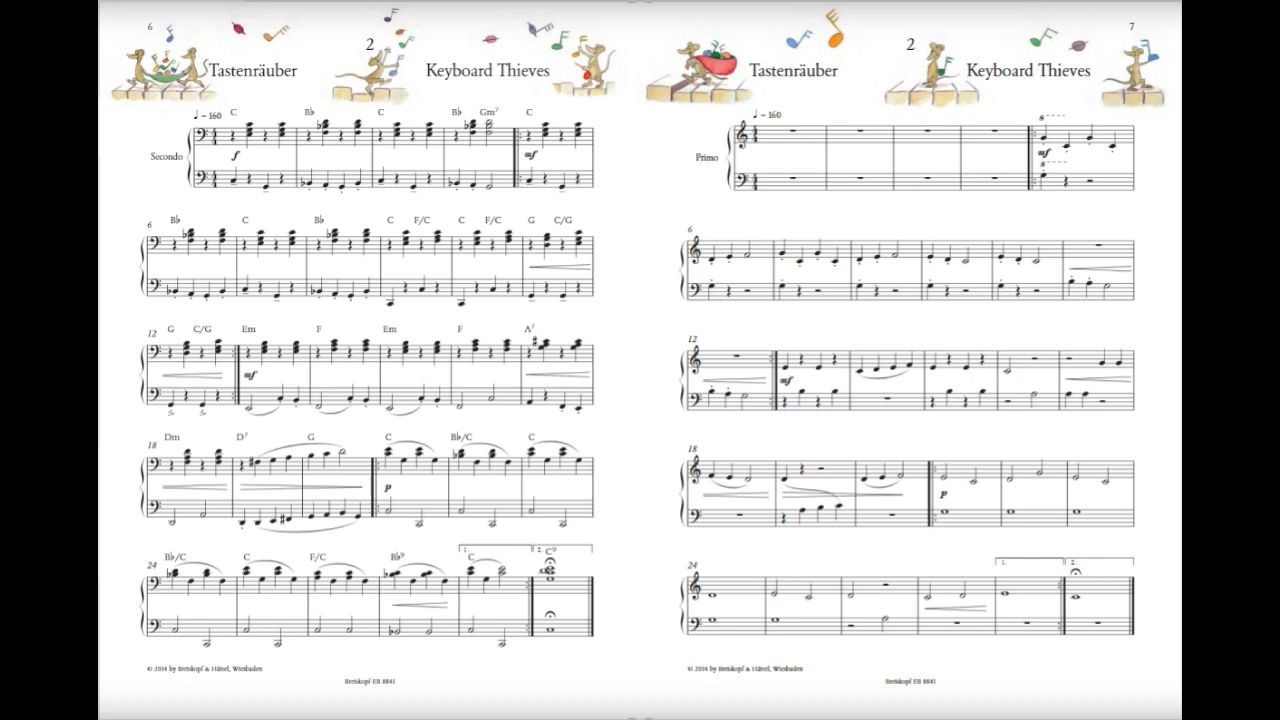 6
2
Tastenräuber Keyboard Thieves
♩ = 160
C B♭ C B♭ Gm7 C
Secondo
f mf
6
B♭ C B♭ C F/C C F/C G C/G
12
G C/G Em F Em F A7
mf
18
Dm D7 G C B♭/C C
p
24
B♭/C C F/C B♭9 1. C 2. C9
© 2014 by Breitkopf & Härtel, Wiesbaden
Breitkopf EB 8841
7
2
Tastenräuber Keyboard Thieves
♩ = 160
8
Primo
mf
8
6
12
mf
18
p
24
1. 2.
© 2014 by Breitkopf & Härtel, Wiesbaden
Breitkopf EB 8841